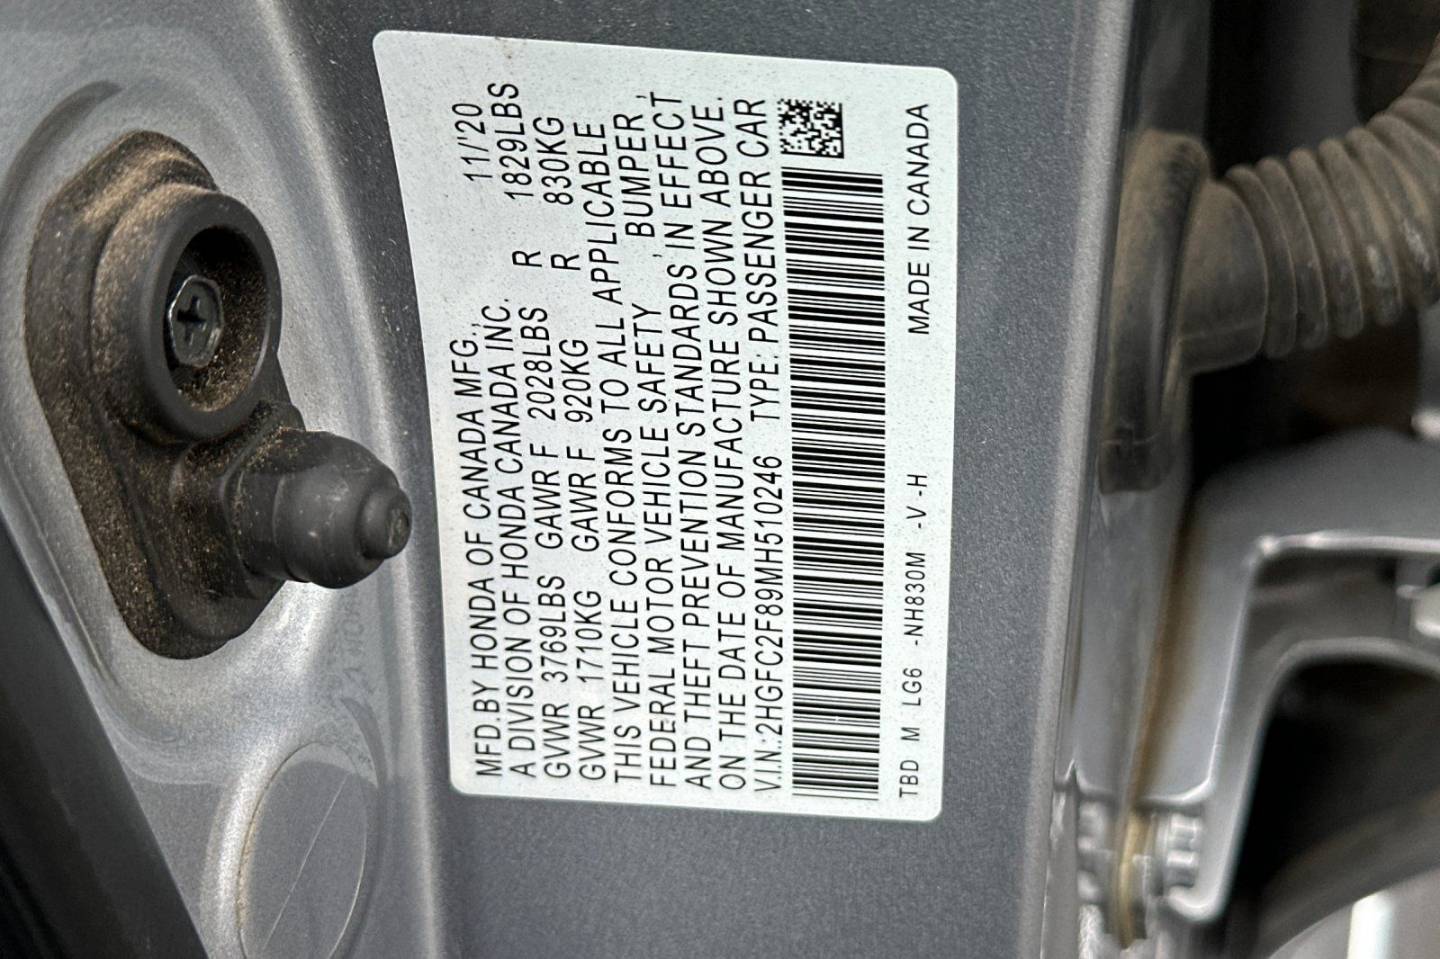 MFD.BY HONDA OF CANADA MFG., 11/'20
A DIVISION OF HONDA CANADA INC.
GVWR 3769LBS GAWR F 2028LBS R 1829LBS
GVWR 1710KG GAWR F 920KG R 830KG
THIS VEHICLE CONFORMS TO ALL APPLICABLE
FEDERAL MOTOR VEHICLE SAFETY , BUMPER ,
AND THEFT PREVENTION STANDARDS IN EFFECT
ON THE DATE OF MANUFACTURE SHOWN ABOVE.
V.I.N.:2HGFC2F89MH510246 TYPE: PASSENGER CAR
TBD M LG6 -NH830M -V -H MADE IN CANADA